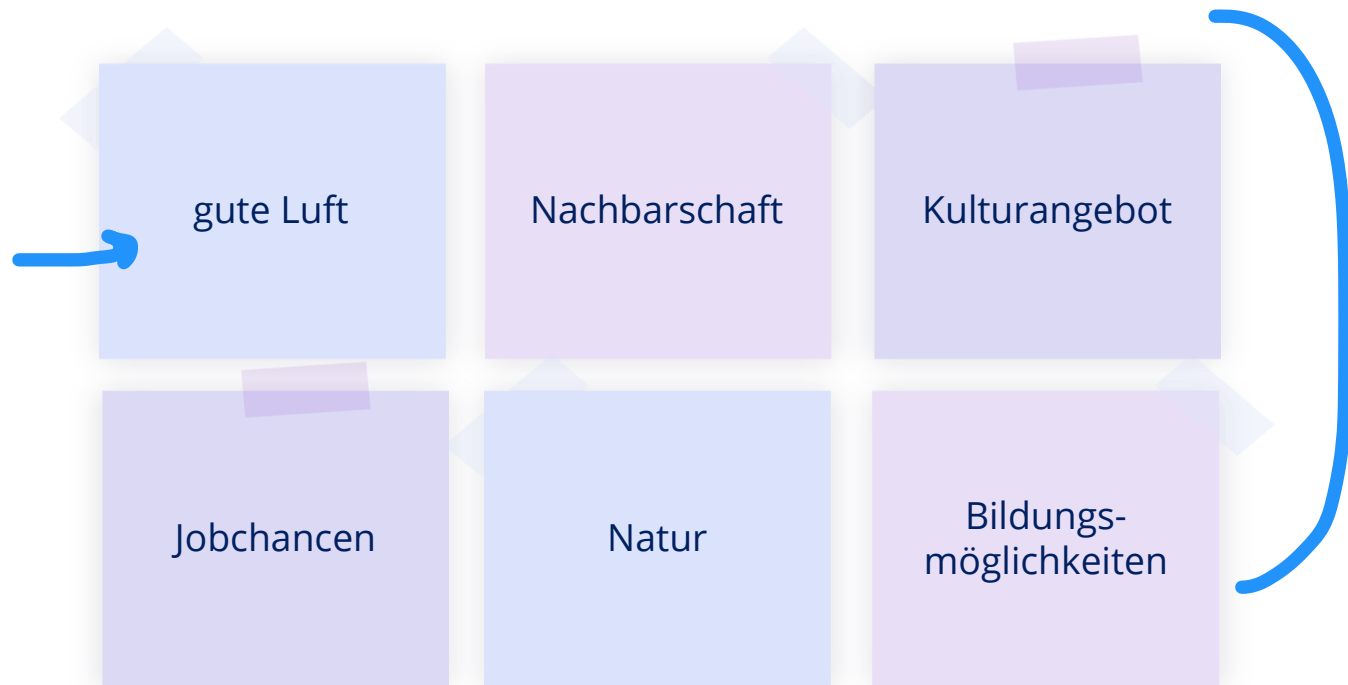 gute Luft
Nachbarschaft
Kulturangebot
Jobchancen
Natur
Bildungs-
möglichkeiten